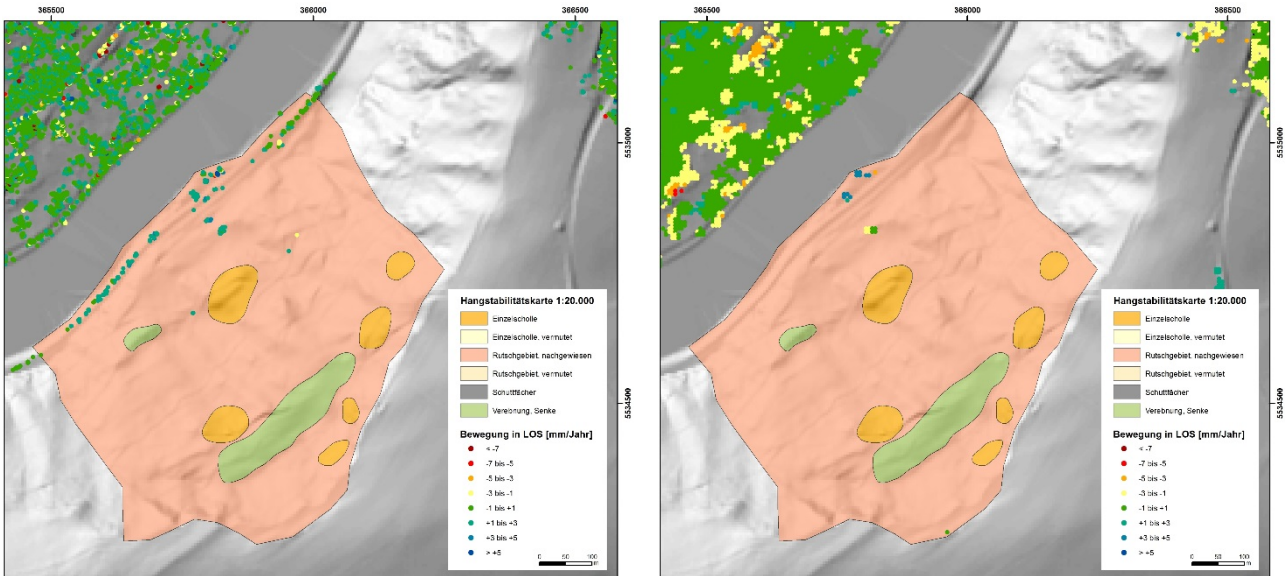 365500 366000 366500
365500 366000 366500
5535000
5534500
Hangstabilitätskarte 1:20.000
Einzelscholle
Einzelscholle, vermutet
Rutschgebiet, nachgewiesen
Rutschgebiet, vermutet
Schuttfächer
Verebnung, Senke
Bewegung in LOS [mm/Jahr]
< -7
-7 bis -5
-5 bis -3
-3 bis -1
-1 bis +1
+1 bis +3
+3 bis +5
> +5
0 50 100
m
5535000
5534500
Hangstabilitätskarte 1:20.000
Einzelscholle
Einzelscholle, vermutet
Rutschgebiet, nachgewiesen
Rutschgebiet, vermutet
Schuttfächer
Verebnung, Senke
Bewegung in LOS [mm/Jahr]
< -7
-7 bis -5
-5 bis -3
-3 bis -1
-1 bis +1
+1 bis +3
+3 bis +5
> +5
0 50 100
m